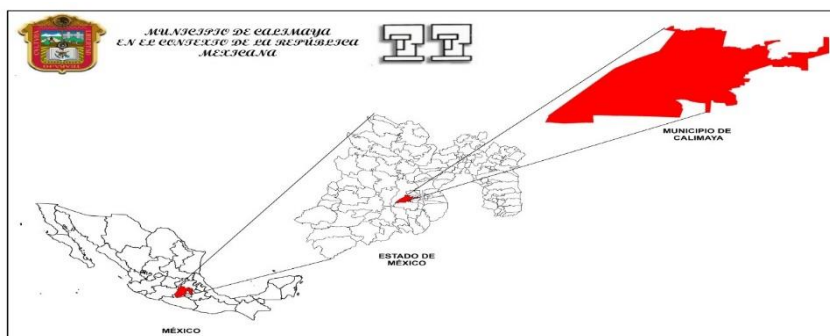 MUNICIPIO DE CALIMAYA
EN EL CONTEXTO DE LA REPÚBLICA
MEXICANA
MUNICIPIO DE
CALIMAYA
ESTADO DE
MÉXICO
MÉXICO